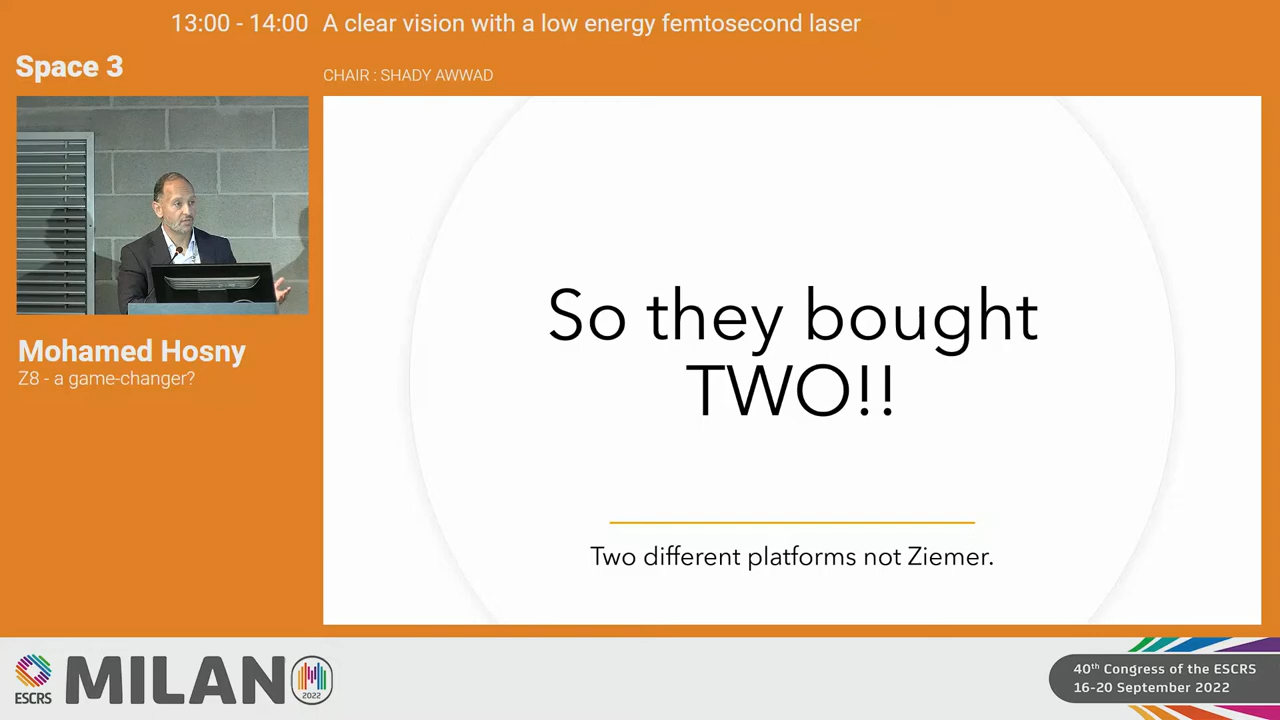 13:00 - 14:00 A clear vision with a low energy femtosecond laser
Space 3
CHAIR : SHADY AWWAD
So they bought
TWO!!
Two different platforms not Ziemer.
Mohamed Hosny
Z8 - a game-changer?
ESCRS
MILANO
2022
40th Congress of the ESCRS
16-20 September 2022